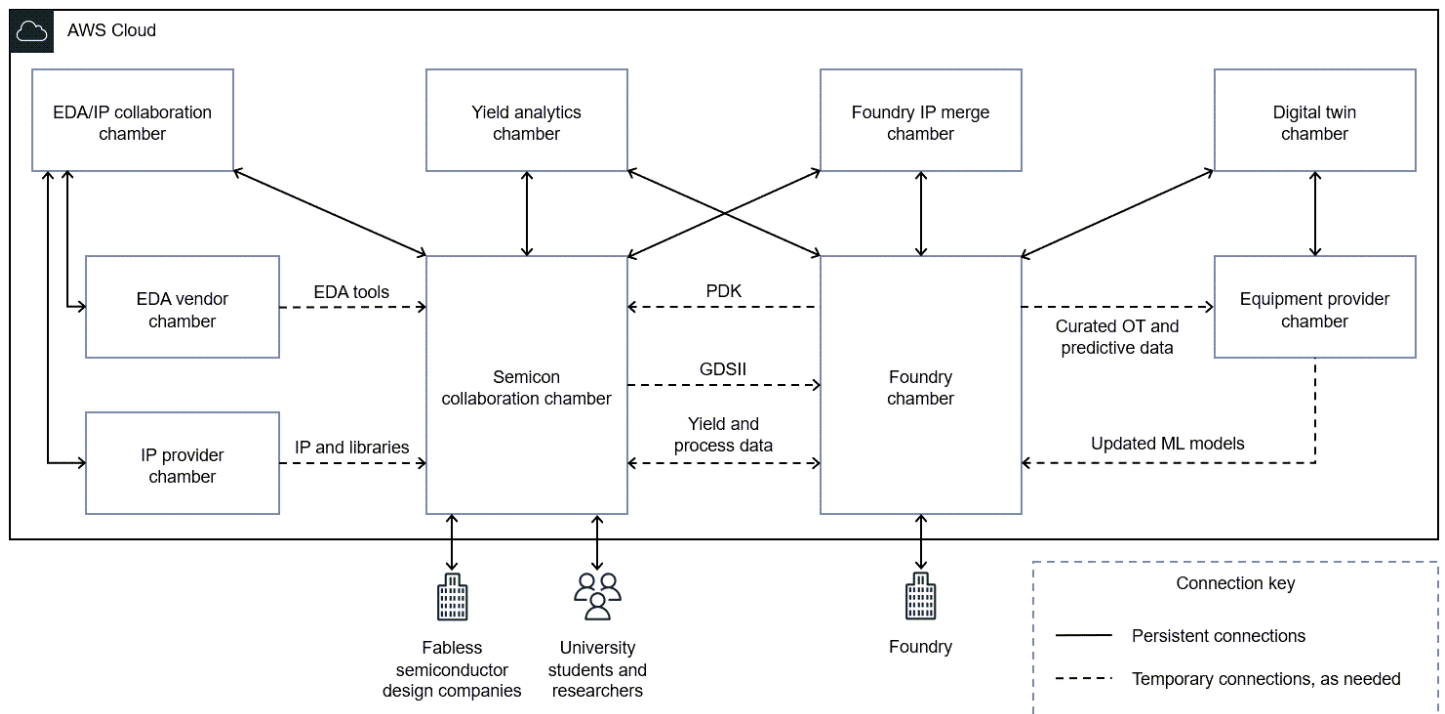 AWS Cloud
EDA/IP collaboration
chamber
Yield analytics
chamber
Foundry IP merge
chamber
Digital twin
chamber
EDA vendor
chamber
EDA tools
PDK
Curated OT and
predictive data
Equipment provider
chamber
Semicon
collaboration chamber
GDSII
Foundry
chamber
IP provider
chamber
IP and libraries
Yield and
process data
Updated ML models
Fabless
semiconductor
design companies
University
students and
researchers
Foundry
Connection key
Persistent connections
Temporary connections, as needed